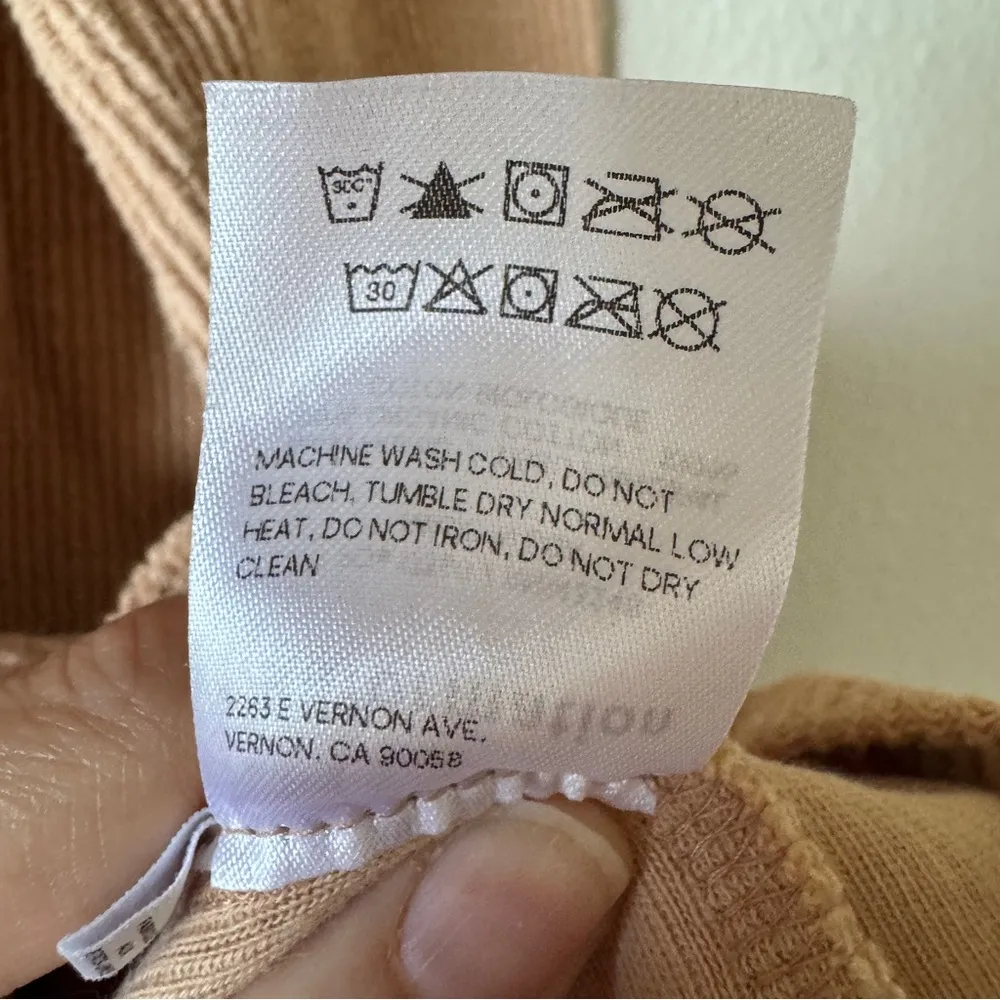 30C
30
MACHINE WASH COLD, DO NOT
BLEACH, TUMBLE DRY NORMAL LOW
HEAT, DO NOT IRON, DO NOT DRY
CLEAN
2263 E VERNON AVE.
VERNON, CA 90058